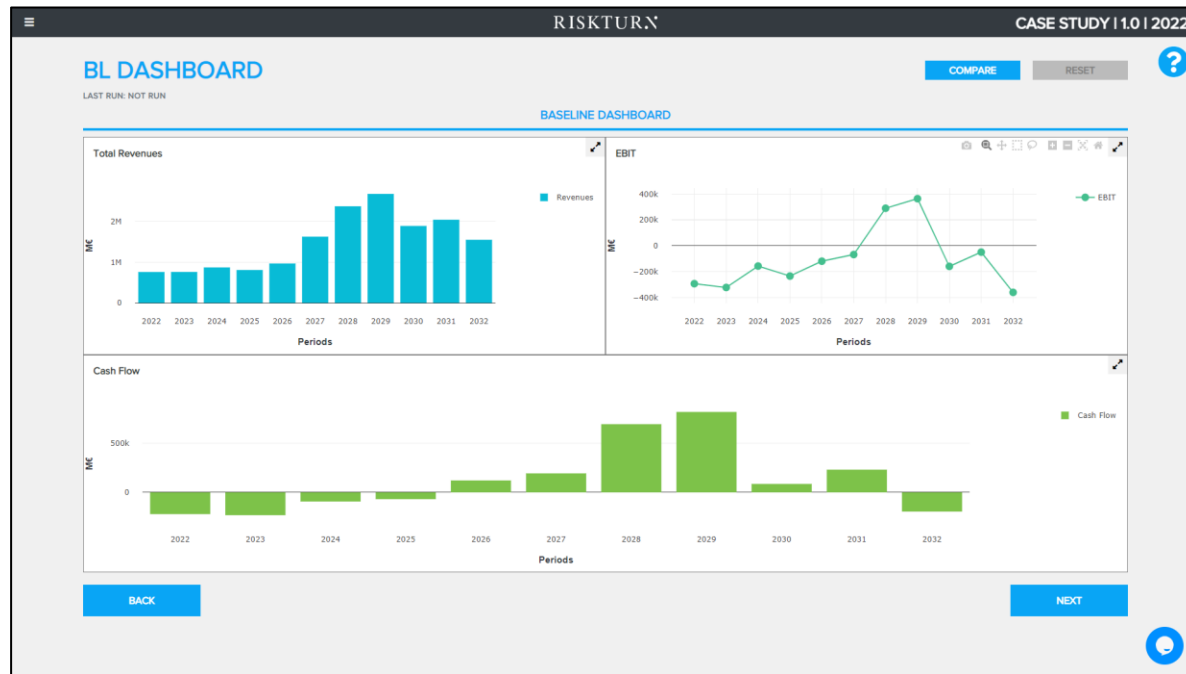 RISKTURN
CASE STUDY | 1.0 | 2022
BL DASHBOARD
COMPARE
RESET
?
LAST RUN: NOT RUN
BASELINE DASHBOARD
Total Revenues
Revenues
2M
1M
0
M€
2022 2023 2024 2025 2026 2027 2028 2029 2030 2031 2032
Periods
EBIT
EBIT
400k
200k
0
−200k
−400k
M€
2022 2023 2024 2025 2026 2027 2028 2029 2030 2031 2032
Periods
Cash Flow
Cash Flow
500k
0
M€
2022 2023 2024 2025 2026 2027 2028 2029 2030 2031 2032
Periods
BACK
NEXT